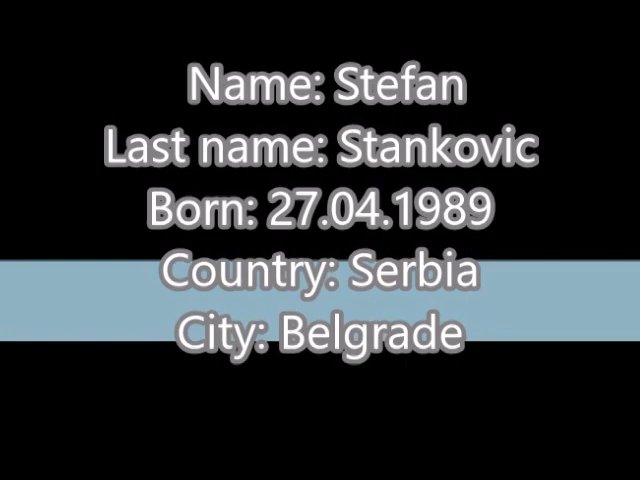 Name: Stefan
Last name: Stankovic
Born: 27.04.1989
Country: Serbia
City: Belgrade